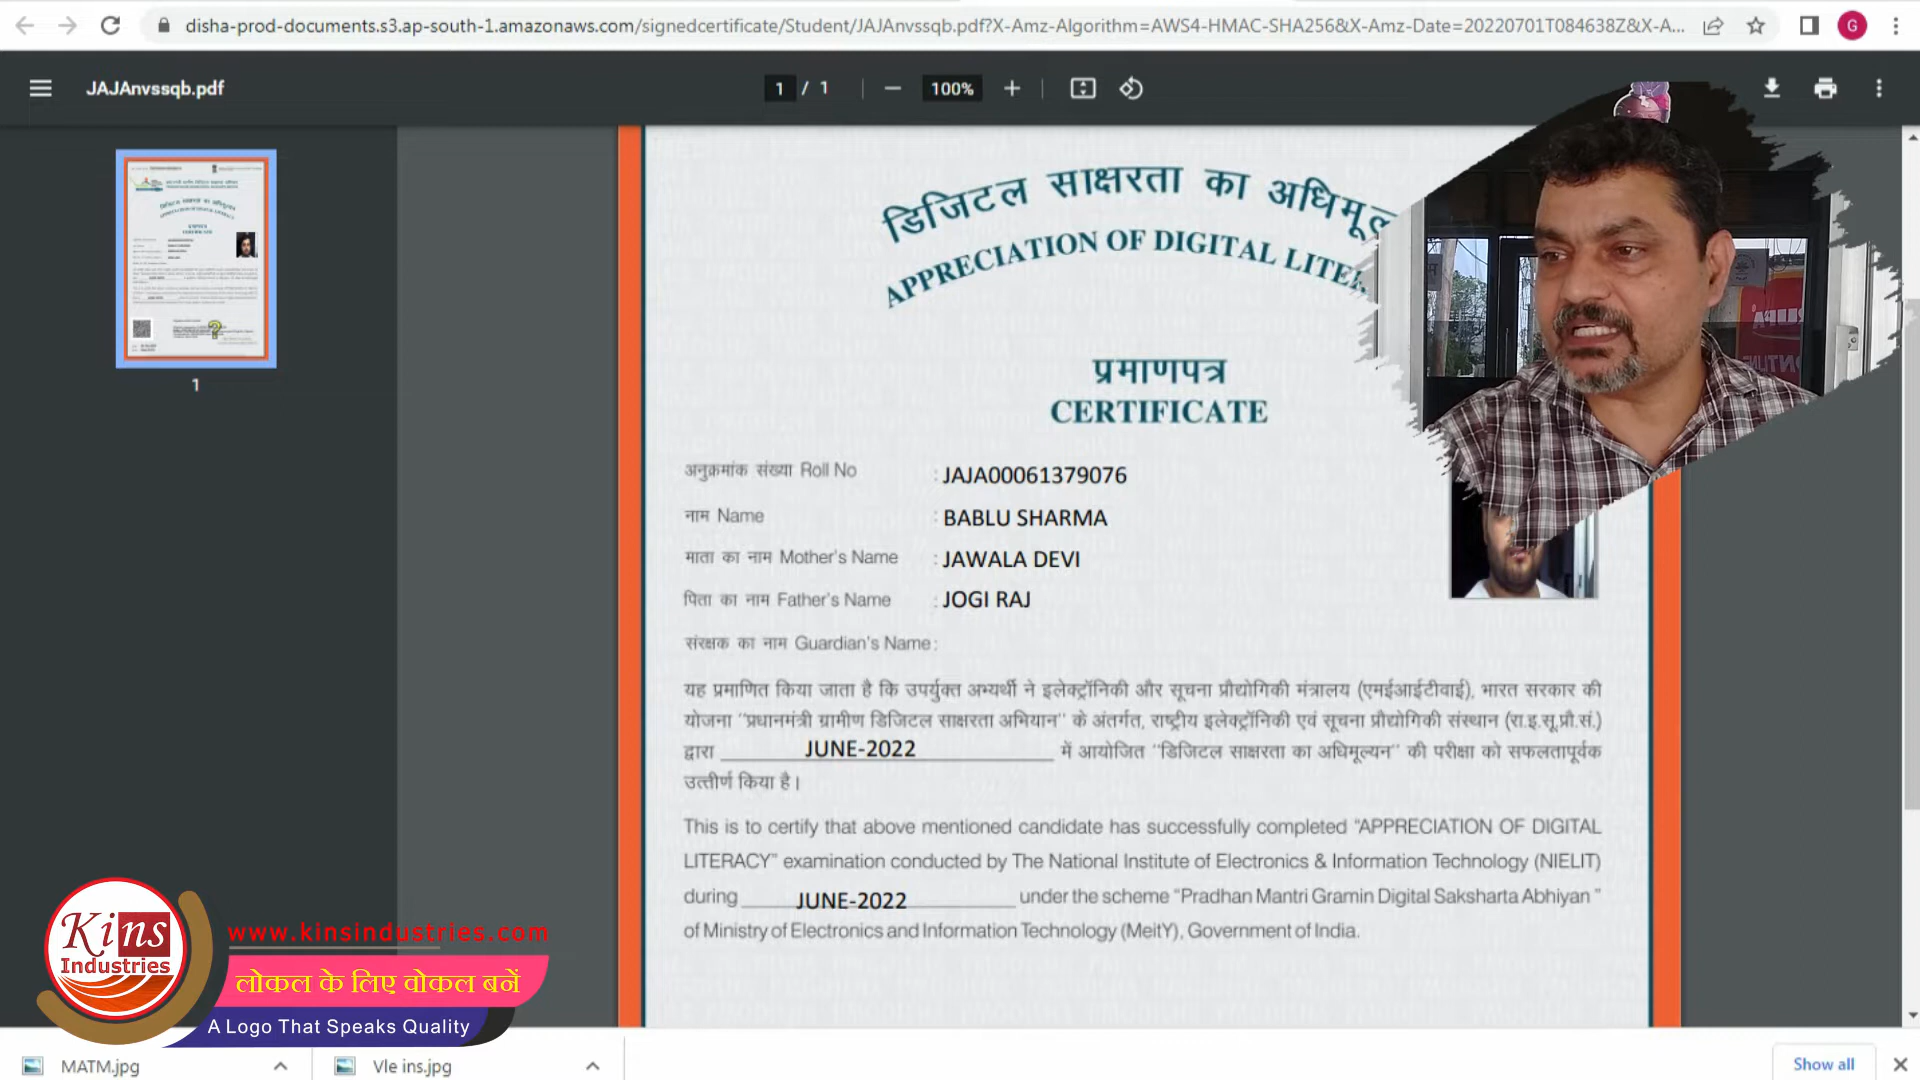 disha-prod-documents.s3.ap-south-1.amazonaws.com/signedcertificate/Student/JAJAnvssqb.pdf?X-Amz-Algorithm=AWS4-HMAC-SHA256&X-Amz-Date=20220701T084638Z&X-A...
G
JAJAnvssqb.pdf
1 / 1
100%
1
डिजिटल साक्षरता का
APPRECIATION OF DIGITAL
प्रमाणपत्र
CERTIFICATE
अनुक्रमांक संख्या Roll No : JAJA00061379076
नाम Name : BABLU SHARMA
माता का नाम Mother's Name : JAWALA DEVI
पिता का नाम Father's Name : JOGI RAJ
संरक्षक का नाम Guardian's Name :
यह प्रमाणित किया जाता है कि उपर्युक्त अभ्यर्थी ने इलेक्ट्रॉनिकी और सूचना प्रौद्योगिकी मंत्रालय (एमईआईटीवाई), भारत सरकार की
योजना "प्रधानमंत्री ग्रामीण डिजिटल साक्षरता अभियान" के अंतर्गत, राष्ट्रीय इलेक्ट्रॉनिकी एवं सूचना प्रौद्योगिकी संस्थान (रा.इ.सू.प्रौ.सं.)
द्वारा JUNE-2022 में आयोजित "डिजिटल साक्षरता का अधिमूल्यन" की परीक्षा को सफलतापूर्वक
उत्तीर्ण किया है।
This is to certify that above mentioned candidate has successfully completed "APPRECIATION OF DIGITAL
LITERACY" examination conducted by The National Institute of Electronics & Information Technology (NIELIT)
during JUNE-2022 under the scheme "Pradhan Mantri Gramin Digital Saksharta Abhiyan "
of Ministry of Electronics and Information Technology (MeitY), Government of India.
Kins
Industries
www.kinsindustries.com
लोकल के लिए वोकल बनें
A Logo That Speaks Quality
MATM.jpg
Vle ins.jpg
Show all